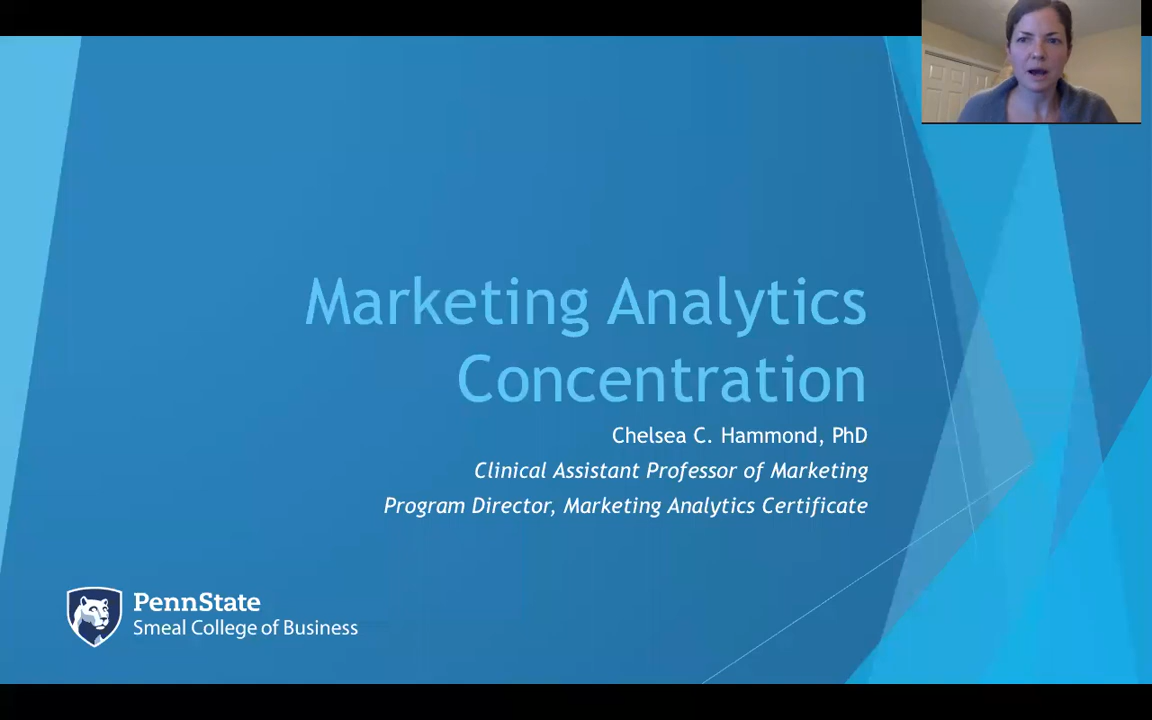 Marketing Analytics
Concentration
Chelsea C. Hammond, PhD
Clinical Assistant Professor of Marketing
Program Director, Marketing Analytics Certificate
PennState
Smeal College of Business